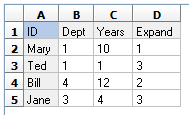 A B C D
1 ID Dept Years Expand
2 Mary 1 10 1
3 Ted 1 1 3
4 Bill 4 12 2
5 Jane 3 4 3